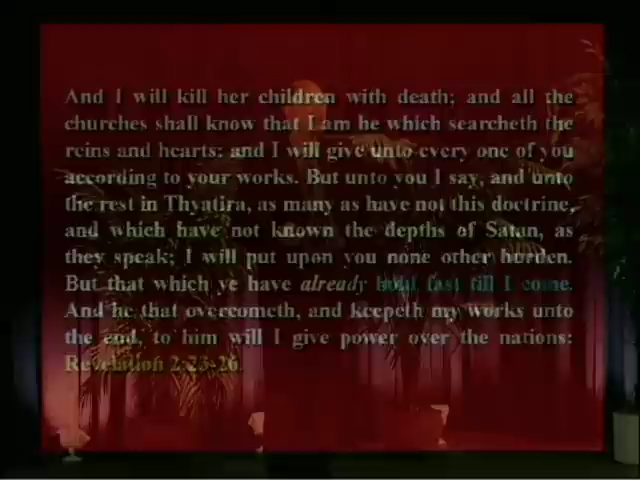 And I will kill her children with death; and all the
churches shall know that I am he which searcheth the
reins and hearts: and I will give unto every one of you
according to your works. But unto you I say, and unto
the rest in Thyatira, as many as have not this doctrine,
and which have not known the depths of Satan, as
they speak; I will put upon you none other burden.
But that which ye have already hold fast till I come.
And he that overcometh, and keepeth my works unto
the end, to him will I give power over the nations:
Revelation 2:23-26.